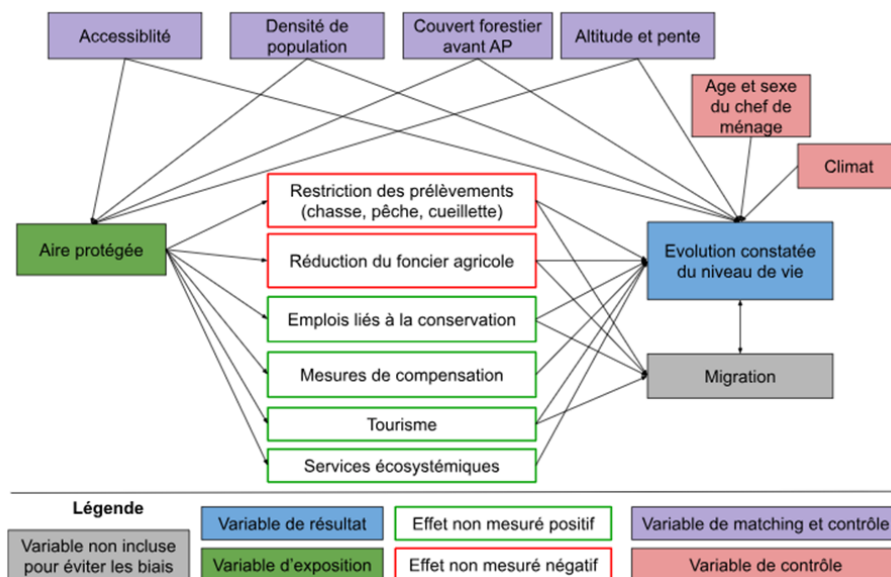 Accessiblité
Densité de
population
Couvert forestier
avant AP
Altitude et pente
Age et sexe
du chef de
ménage
Climat
Restriction des prélèvements
(chasse, pêche, cueillette)
Aire protégée
Réduction du foncier agricole
Evolution constatée
du niveau de vie
Emplois liés à la conservation
Mesures de compensation
Migration
Tourisme
Services écosystémiques
Légende
Variable non incluse
pour éviter les biais
Variable de résultat
Effet non mesuré positif
Variable de matching et contrôle
Variable d'exposition
Effet non mesuré négatif
Variable de contrôle